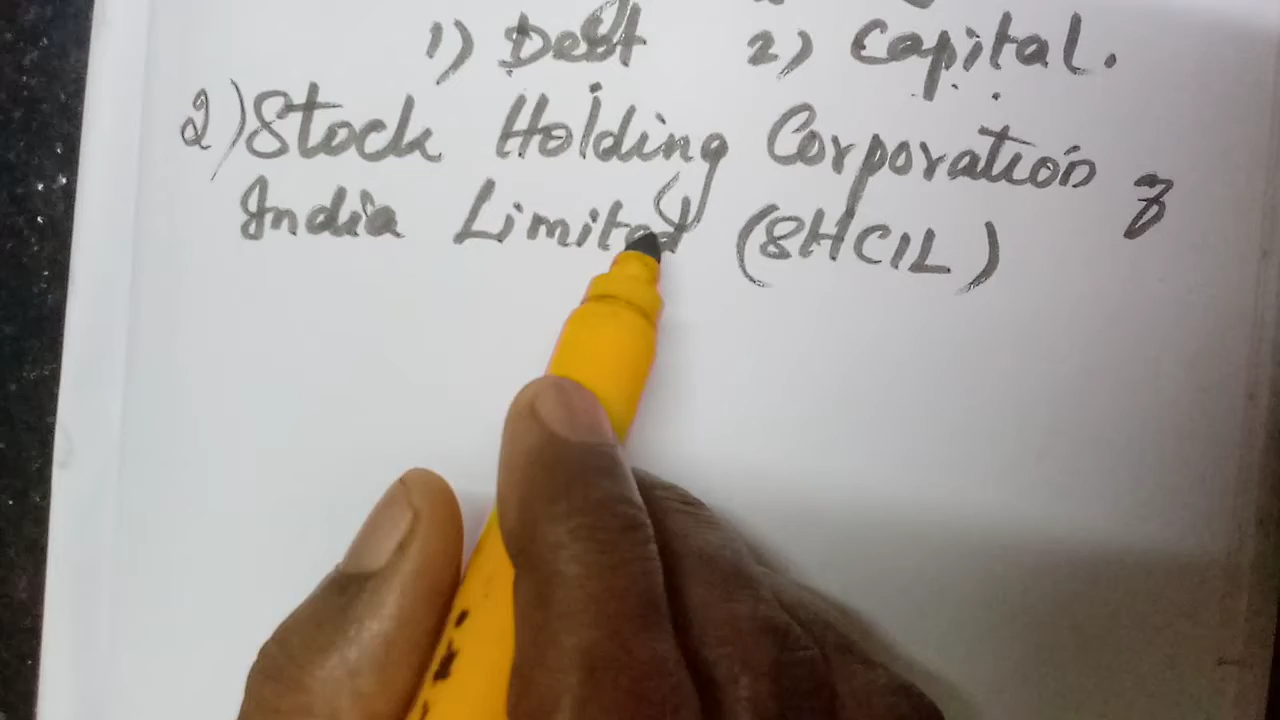 1) Debt 2) Capital.
2) Stock Holding Corporation of
India Limited (SHCIL)